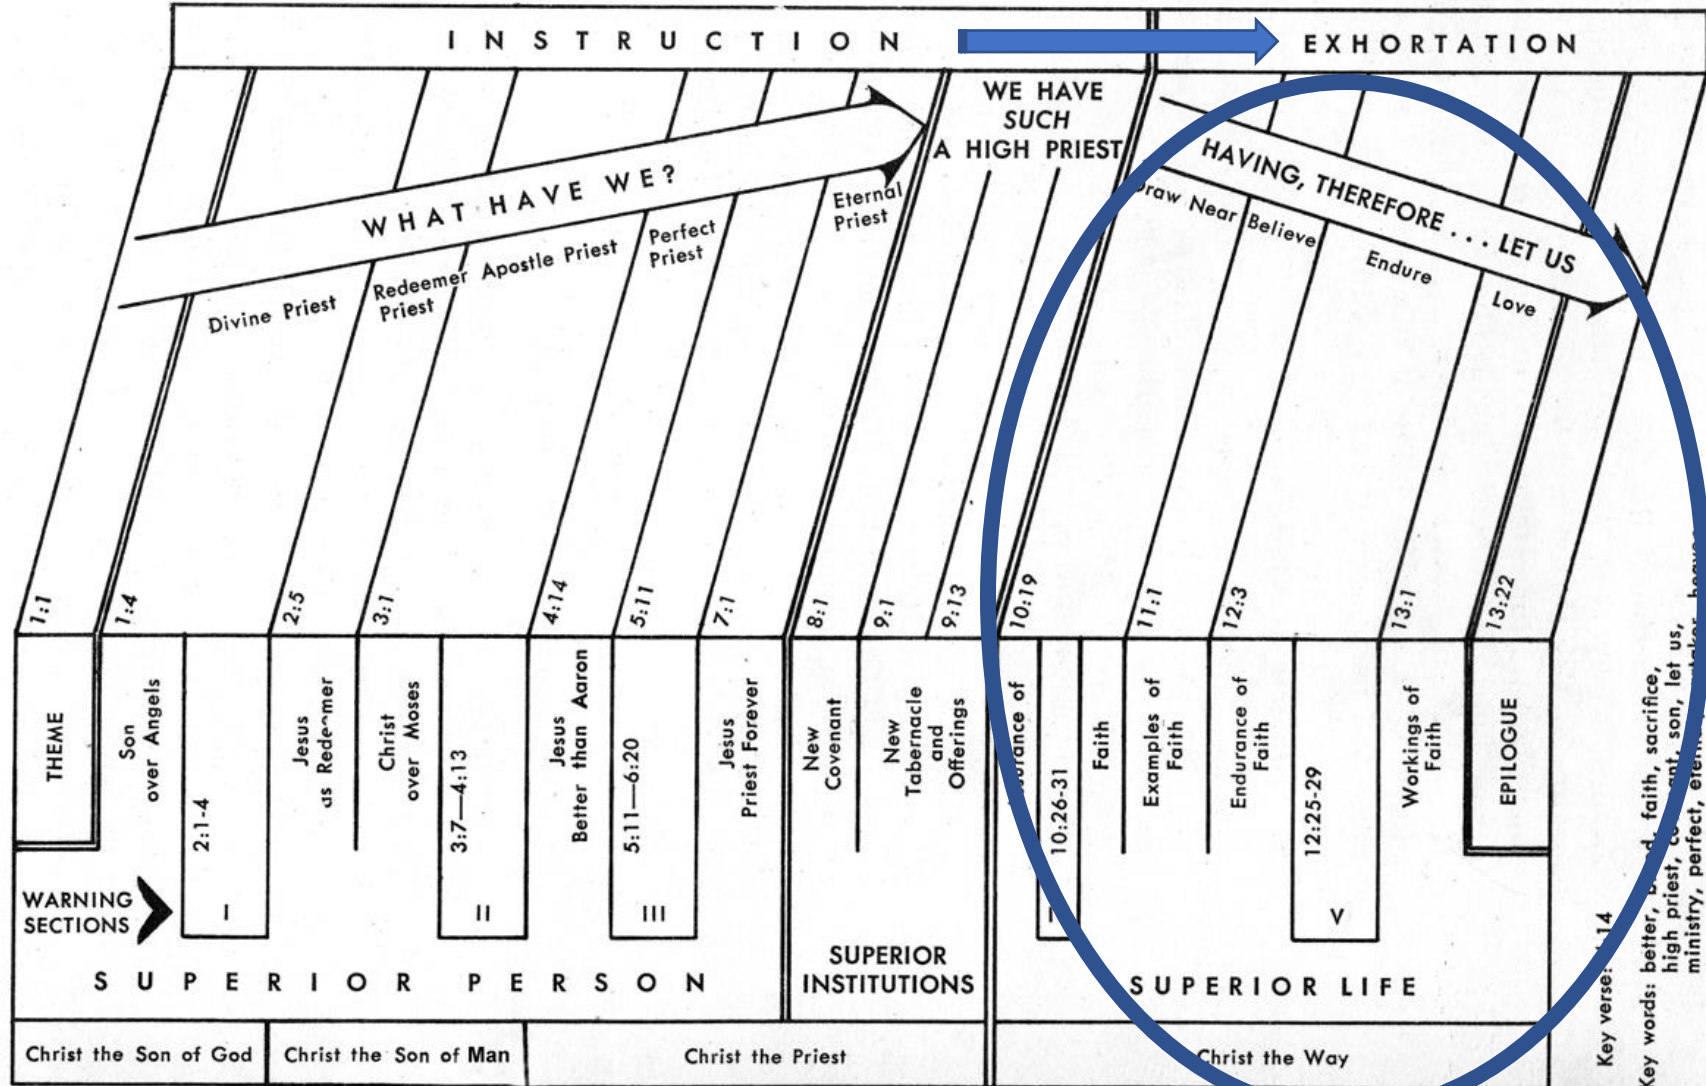 INSTRUCTION
EXHORTATION
WHAT HAVE WE?
WE HAVE
SUCH
A HIGH PRIEST
HAVING, THEREFORE . . . LET US
Divine Priest
Redeemer
Priest
Apostle Priest
Perfect
Priest
Eternal
Priest
Draw Near
Believe
Endure
Love
1:1
1:4
2:5
3:1
4:14
5:11
7:1
8:1
9:1
9:13
10:19
11:1
12:3
13:1
13:22
THEME
Son
over Angels
2:1-4
Jesus
as Redeemer
Christ
over Moses
3:7—4:13
Jesus
Better than Aaron
5:11—6:20
Jesus
Priest Forever
New
Covenant
New
Tabernacle
and
Offerings
of
10:26-31
Faith
Examples of
Faith
Endurance of
Faith
12:25-29
Workings of
Faith
EPILOGUE
WARNING
SECTIONS
I
II
III
I
V
SUPERIOR PERSON
SUPERIOR
INSTITUTIONS
SUPERIOR LIFE
Christ the Son of God
Christ the Son of Man
Christ the Priest
Christ the Way
Key verse: 14
Key words: better, faith, sacrifice,
high priest, son, let us,
ministry, perfect,